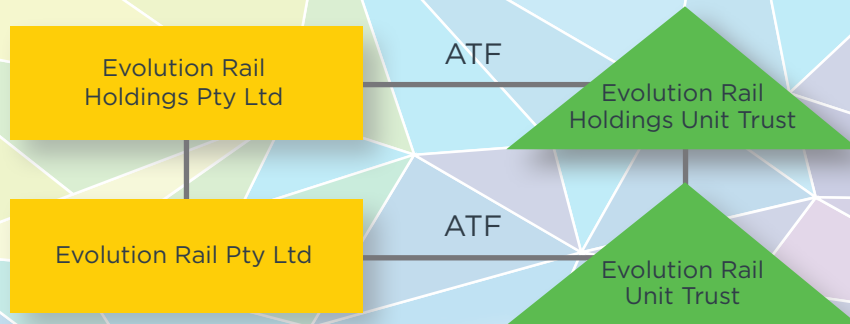 Evolution Rail
Holdings Pty Ltd
ATF
Evolution Rail
Holdings Unit Trust
Evolution Rail Pty Ltd
ATF
Evolution Rail
Unit Trust